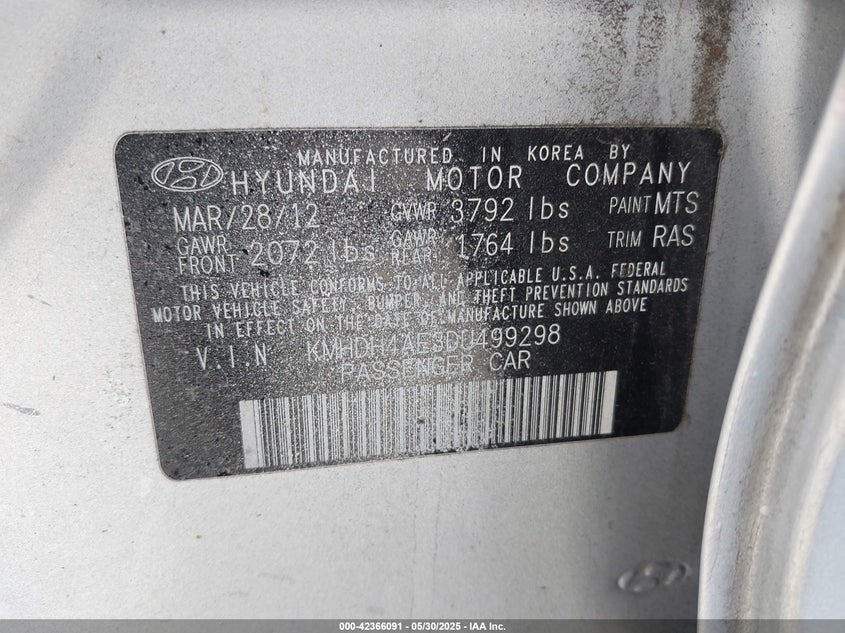 MANUFACTURED IN KOREA BY
HYUNDAI MOTOR COMPANY
MAR/28/12 GVWR 3792 lbs PAINT MTS
GAWR FRONT 2072 lbs GAWR REAR 1764 lbs TRIM RAS
THIS VEHICLE CONFORMS TO ALL APPLICABLE U.S.A. FEDERAL
MOTOR VEHICLE SAFETY, BUMPER, AND THEFT PREVENTION STANDARDS
IN EFFECT ON THE DATE OF MANUFACTURE SHOWN ABOVE
V.I.N KMHDH4AE3DU499298
PASSENGER CAR
000-42366091 - 05/30/2025 - IAA Inc.